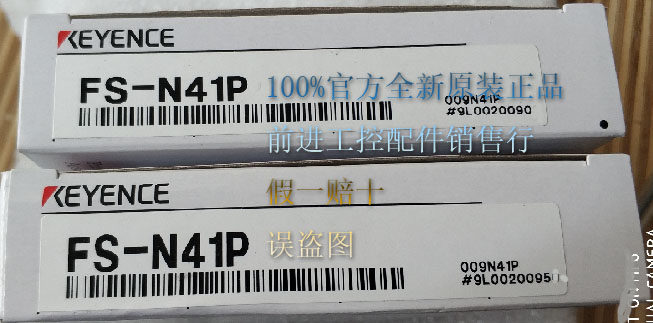 KEYENCE
FS-N41P
100%官方全新原装正品
009N41P
#9L0020090
前进工控配件销售行
KEYENCE
假一赔十
FS-N41P
误盗图
009N41P